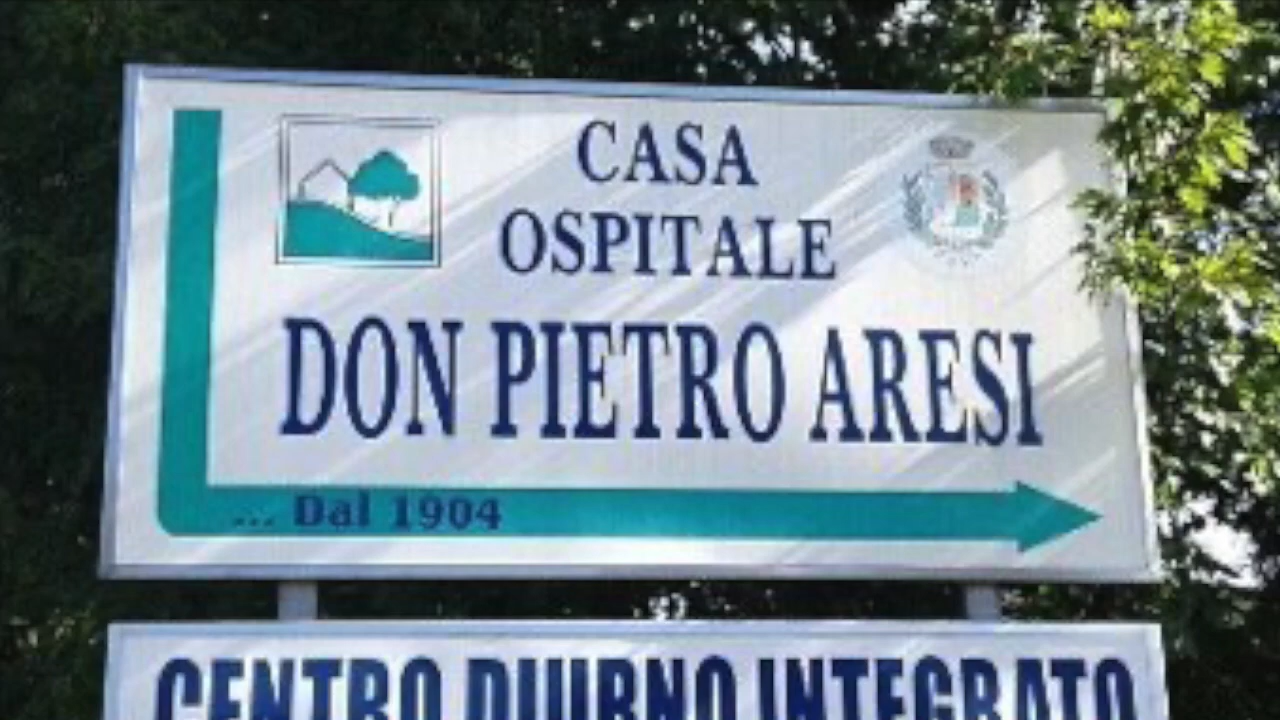 CASA
OSPITALE
DON PIETRO ARESI
... Dal 1904
CENTRO DIURNO INTEGRATO